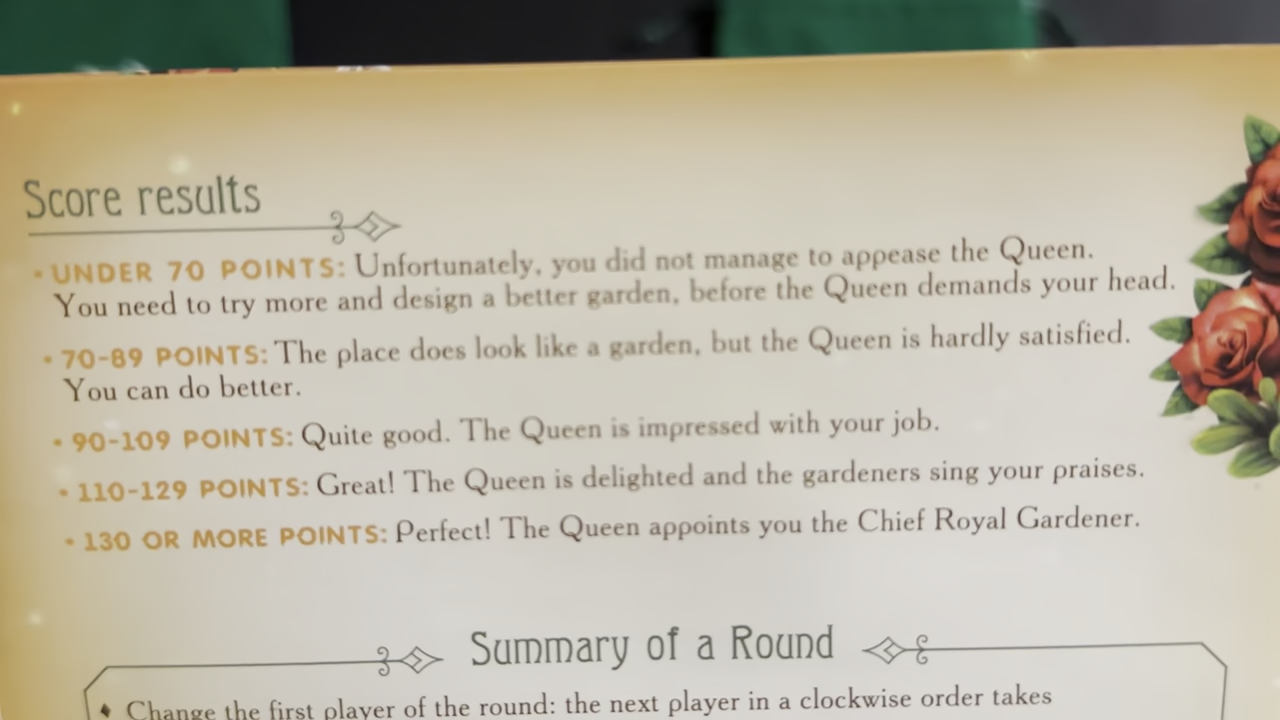 Score results
• UNDER 70 POINTS: Unfortunately, you did not manage to appease the Queen.
You need to try more and design a better garden, before the Queen demands your head.
• 70-89 POINTS: The place does look like a garden, but the Queen is hardly satisfied.
You can do better.
• 90-109 POINTS: Quite good. The Queen is impressed with your job.
• 110-129 POINTS: Great! The Queen is delighted and the gardeners sing your praises.
• 130 OR MORE POINTS: Perfect! The Queen appoints you the Chief Royal Gardener.
Summary of a Round
♦ Change the first player of the round: the next player in a clockwise order takes